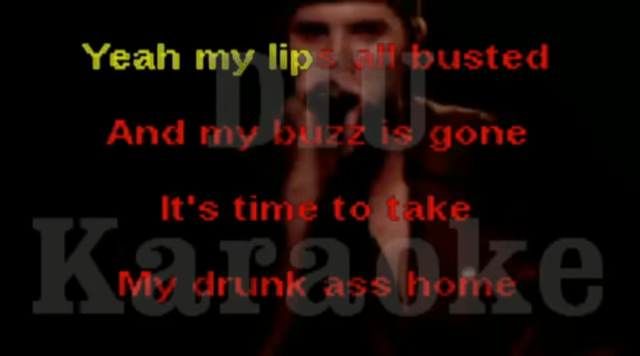 Yeah my lips all busted
DIU
And my buzz is gone
It's time to take
Karaoke
My drunk ass home